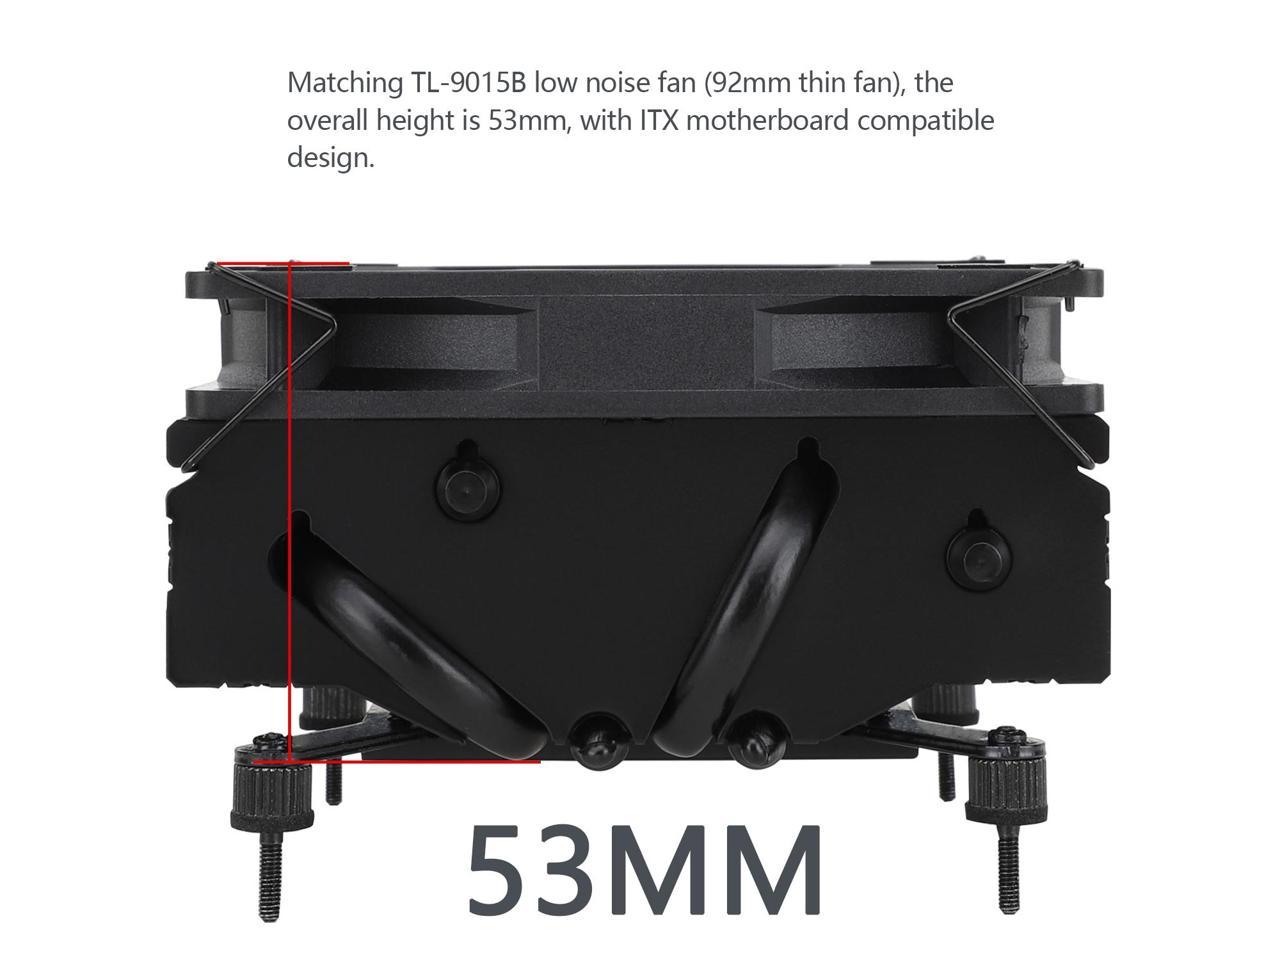 Matching TL-9015B low noise fan (92mm thin fan), the
overall height is 53mm, with ITX motherboard compatible
design.
53MM